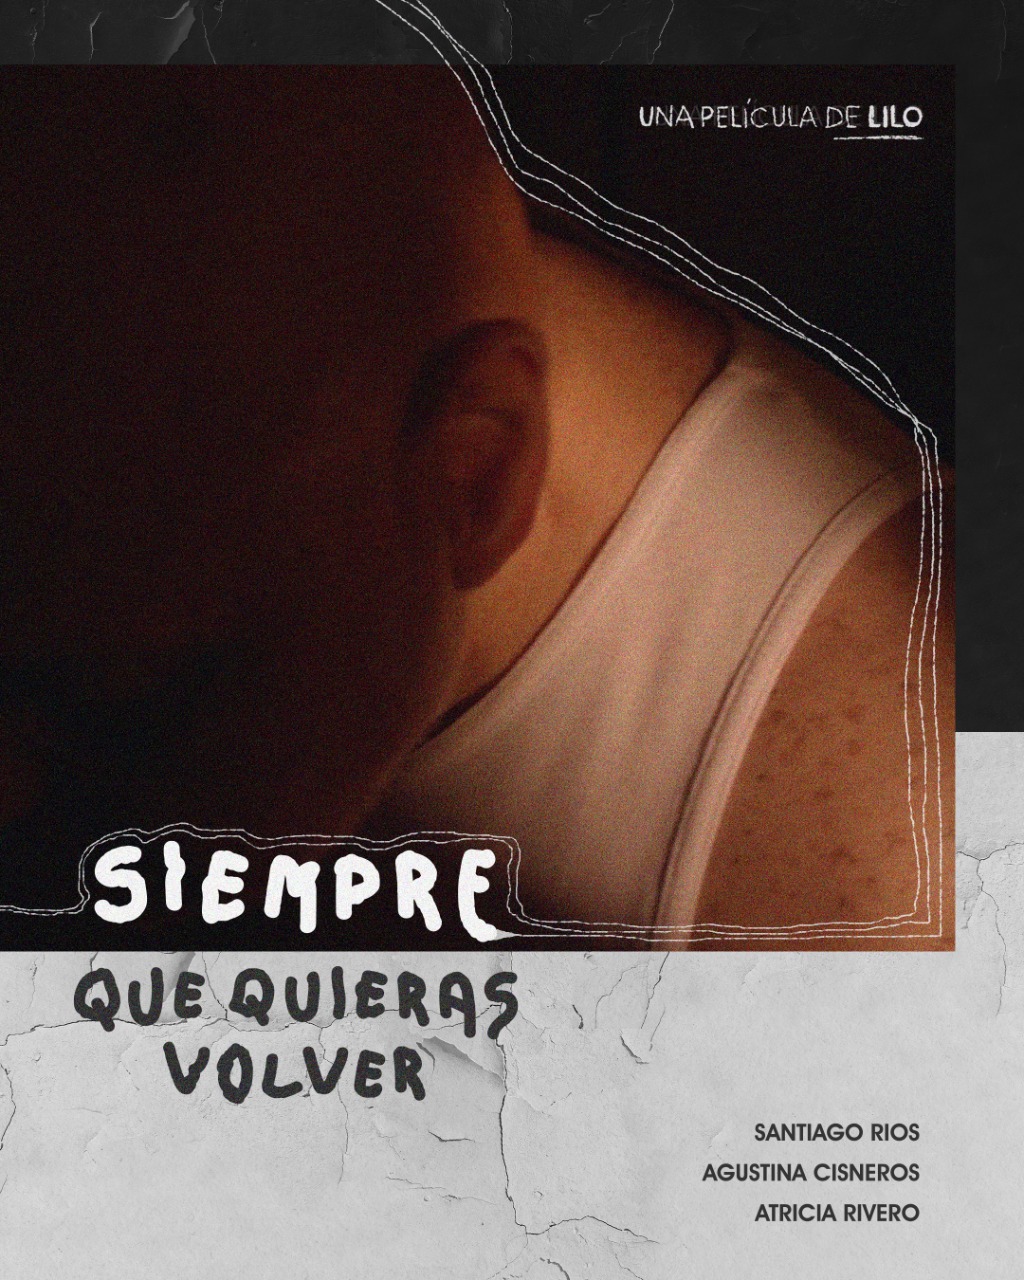 UNA PELÍCULA DE LILO
SIEMPRE
QUE QUIERAS
VOLVER
SANTIAGO RIOS
AGUSTINA CISNEROS
ATRICIA RIVERO